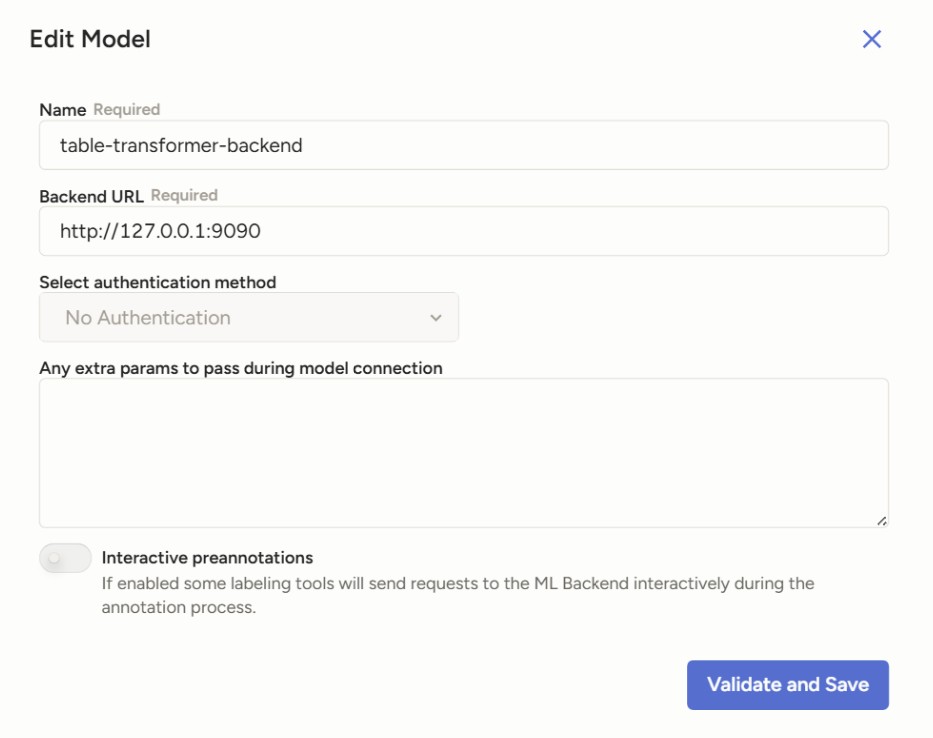 Edit Model
Name Required
table-transformer-backend
Backend URL Required
http://127.0.0.1:9090
Select authentication method
No Authentication
Any extra params to pass during model connection
Interactive preannotations
If enabled some labeling tools will send requests to the ML Backend interactively during the
annotation process.
Validate and Save